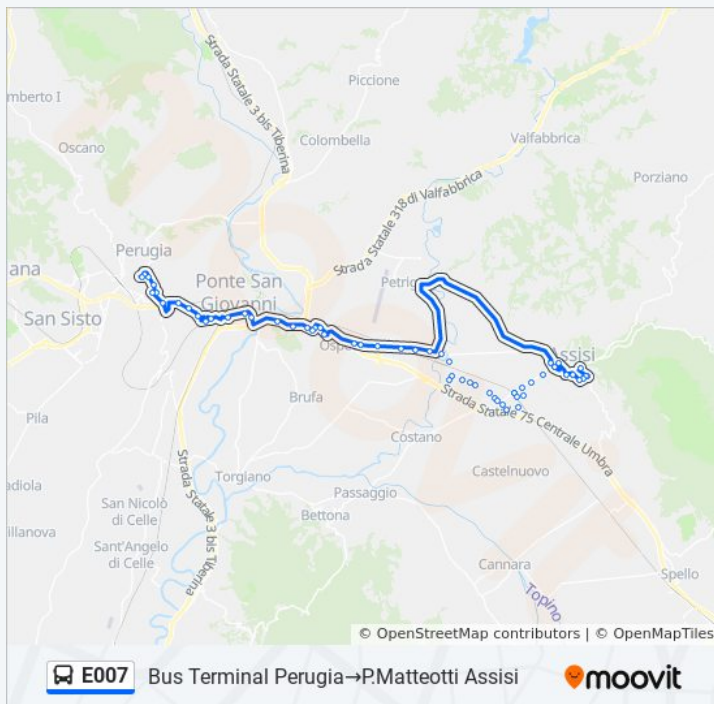 Strada Statale 3 bis Tiberina
Piccione
mberto I
Colombella
Valfabbrica
Oscano
Strada Statale 318 di Valfabbrica
Porziano
Perugia
ana
Ponte San
Giovanni
Petrig
San Sisto
Ospe
Assisi
Brufa
Strada Statale 75 Centrale Umbra
Pila
Costano
Strada Statale 3 bis Tiberina
Castelnuovo
Torgiano
adiola
San Nicolò
di Celle
Passaggio
Bettona
illanova
Sant'Angelo
di Celle
Cannara
Spello
Topino
© OpenStreetMap contributors | © OpenMapTiles
E007 Bus Terminal Perugia→P.Matteotti Assisi moovit